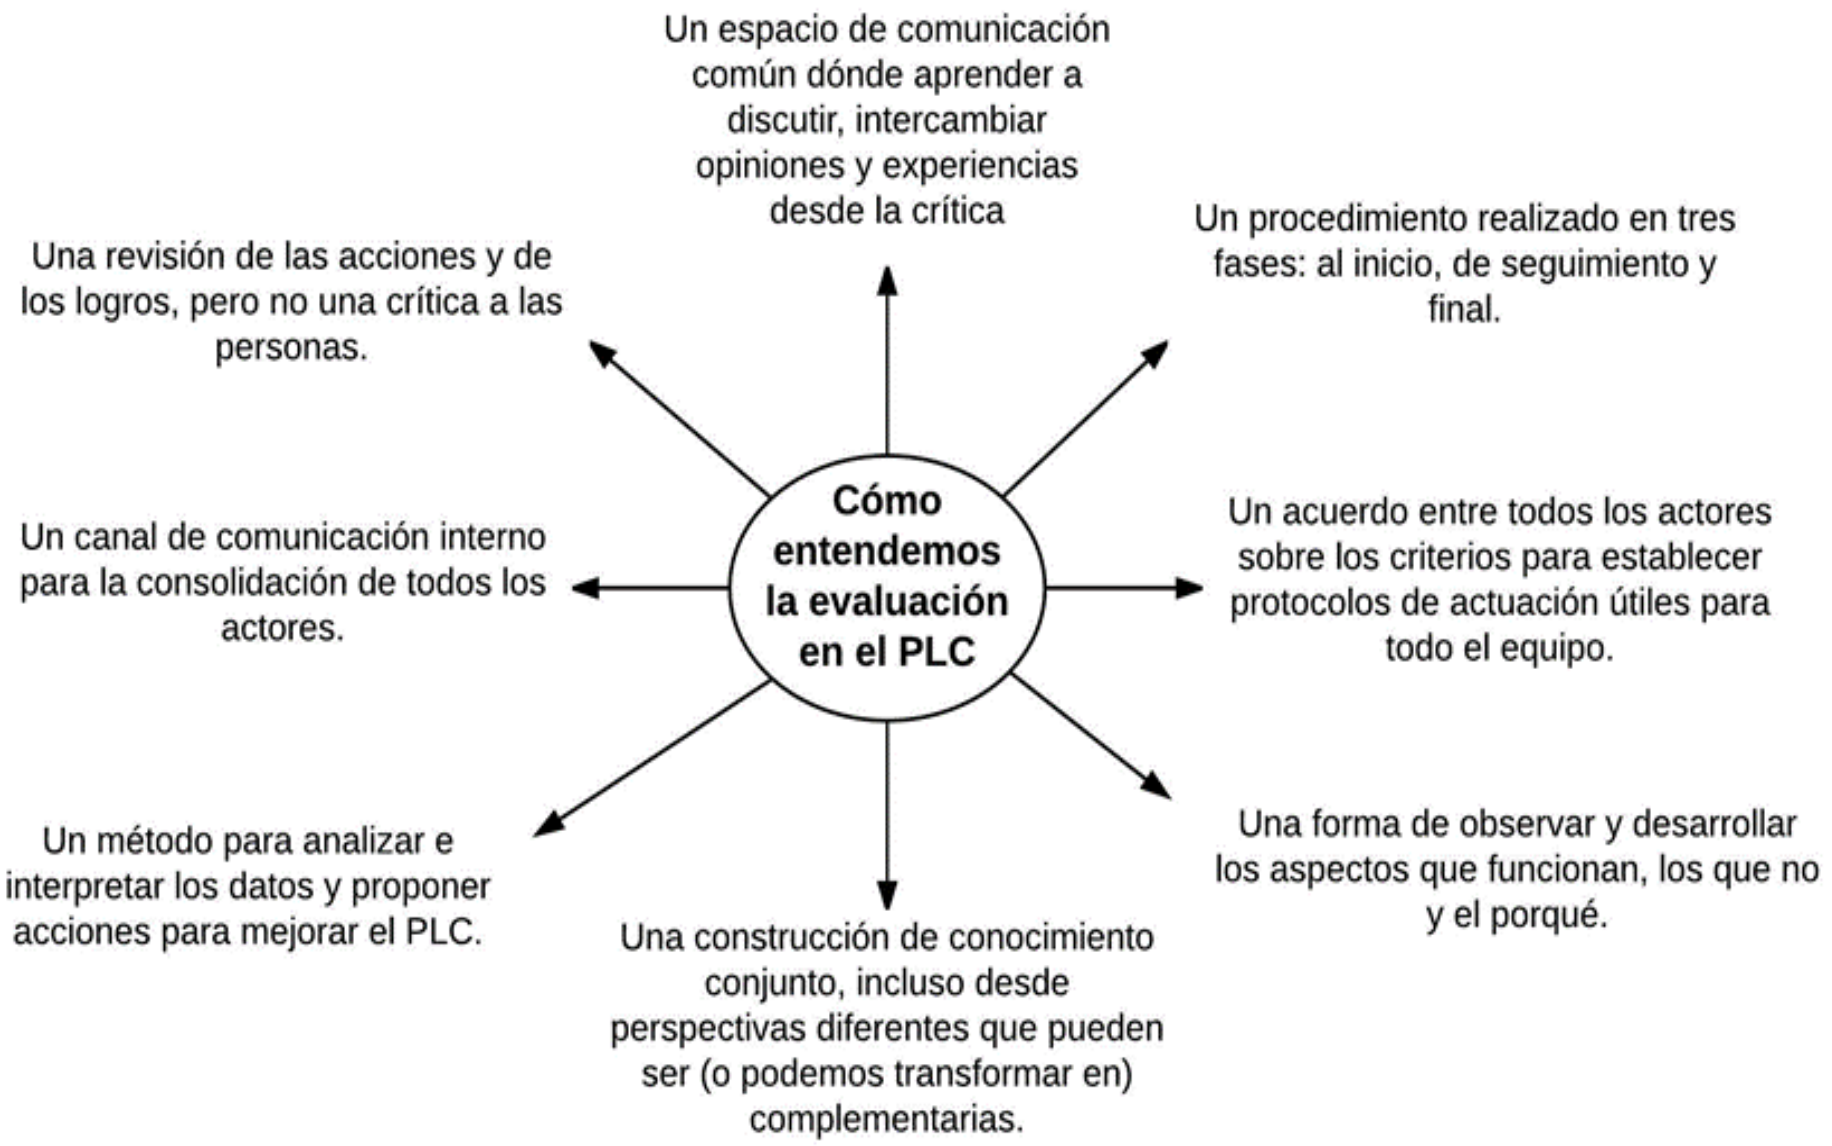 Un espacio de comunicación
común dónde aprender a
discutir, intercambiar
opiniones y experiencias
desde la crítica
Un procedimiento realizado en tres
fases: al inicio, de seguimiento y
final.
Una revisión de las acciones y de
los logros, pero no una crítica a las
personas.
Cómo
entendemos
la evaluación
en el PLC
Un acuerdo entre todos los actores
sobre los criterios para establecer
protocolos de actuación útiles para
todo el equipo.
Un canal de comunicación interno
para la consolidación de todos los
actores.
Una forma de observar y desarrollar
los aspectos que funcionan, los que no
y el porqué.
Un método para analizar e
interpretar los datos y proponer
acciones para mejorar el PLC.
Una construcción de conocimiento
conjunto, incluso desde
perspectivas diferentes que pueden
ser (o podemos transformar en)
complementarias.